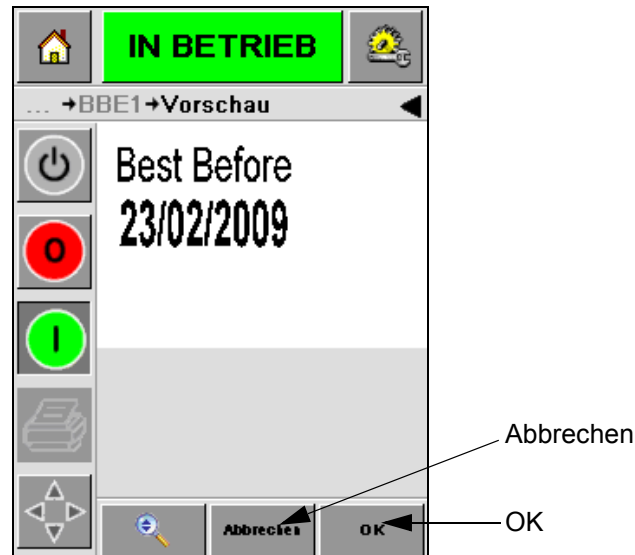 IN BETRIEB
... →BBE1→Vorschau
Best Before
23/02/2009
O
I
Abbrechen
OK
Abbrechen
OK